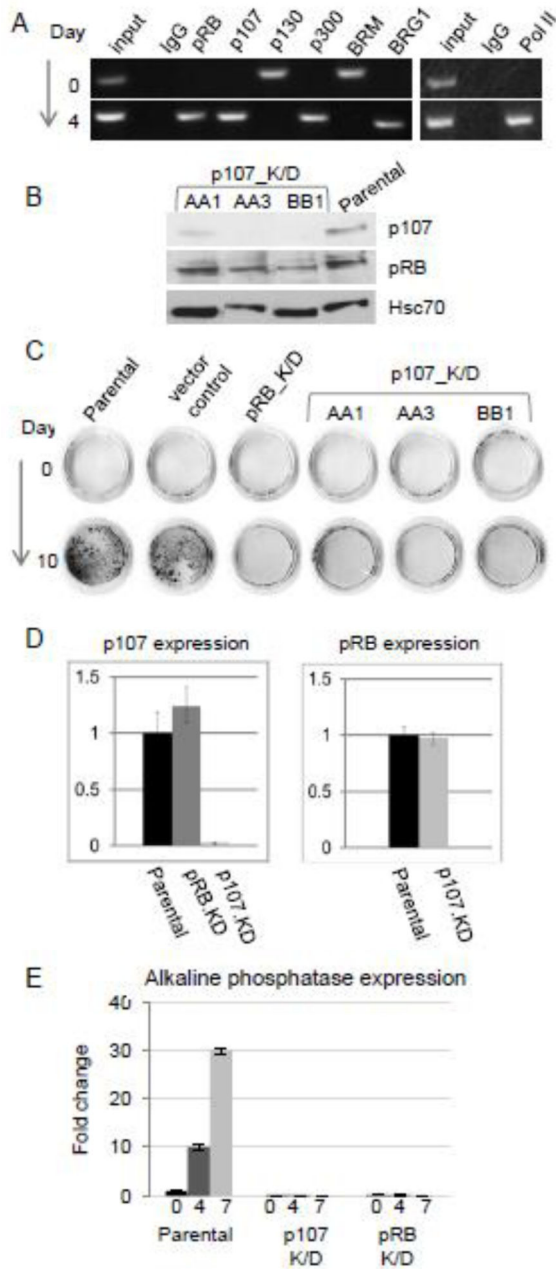 A
Day
input IgG pRB p107 p130 p300 BRM BRG1 input IgG Pol II
0
4
B
p107_K/D
AA1 AA3 BB1 Parental
p107
pRB
Hsc70
C
Parental vector control pRB_K/D p107_K/D
AA1 AA3 BB1
Day
0
10
D
p107 expression pRB expression
1.5 1.5
1 1
0.5 0.5
0 0
Parental pRB.KD p107.KD Parental p107.KD
E
Alkaline phosphatase expression
Fold change
40
30
20
10
0
0 4 7 0 4 7 0 4 7
Parental p107 pRB
K/D K/D